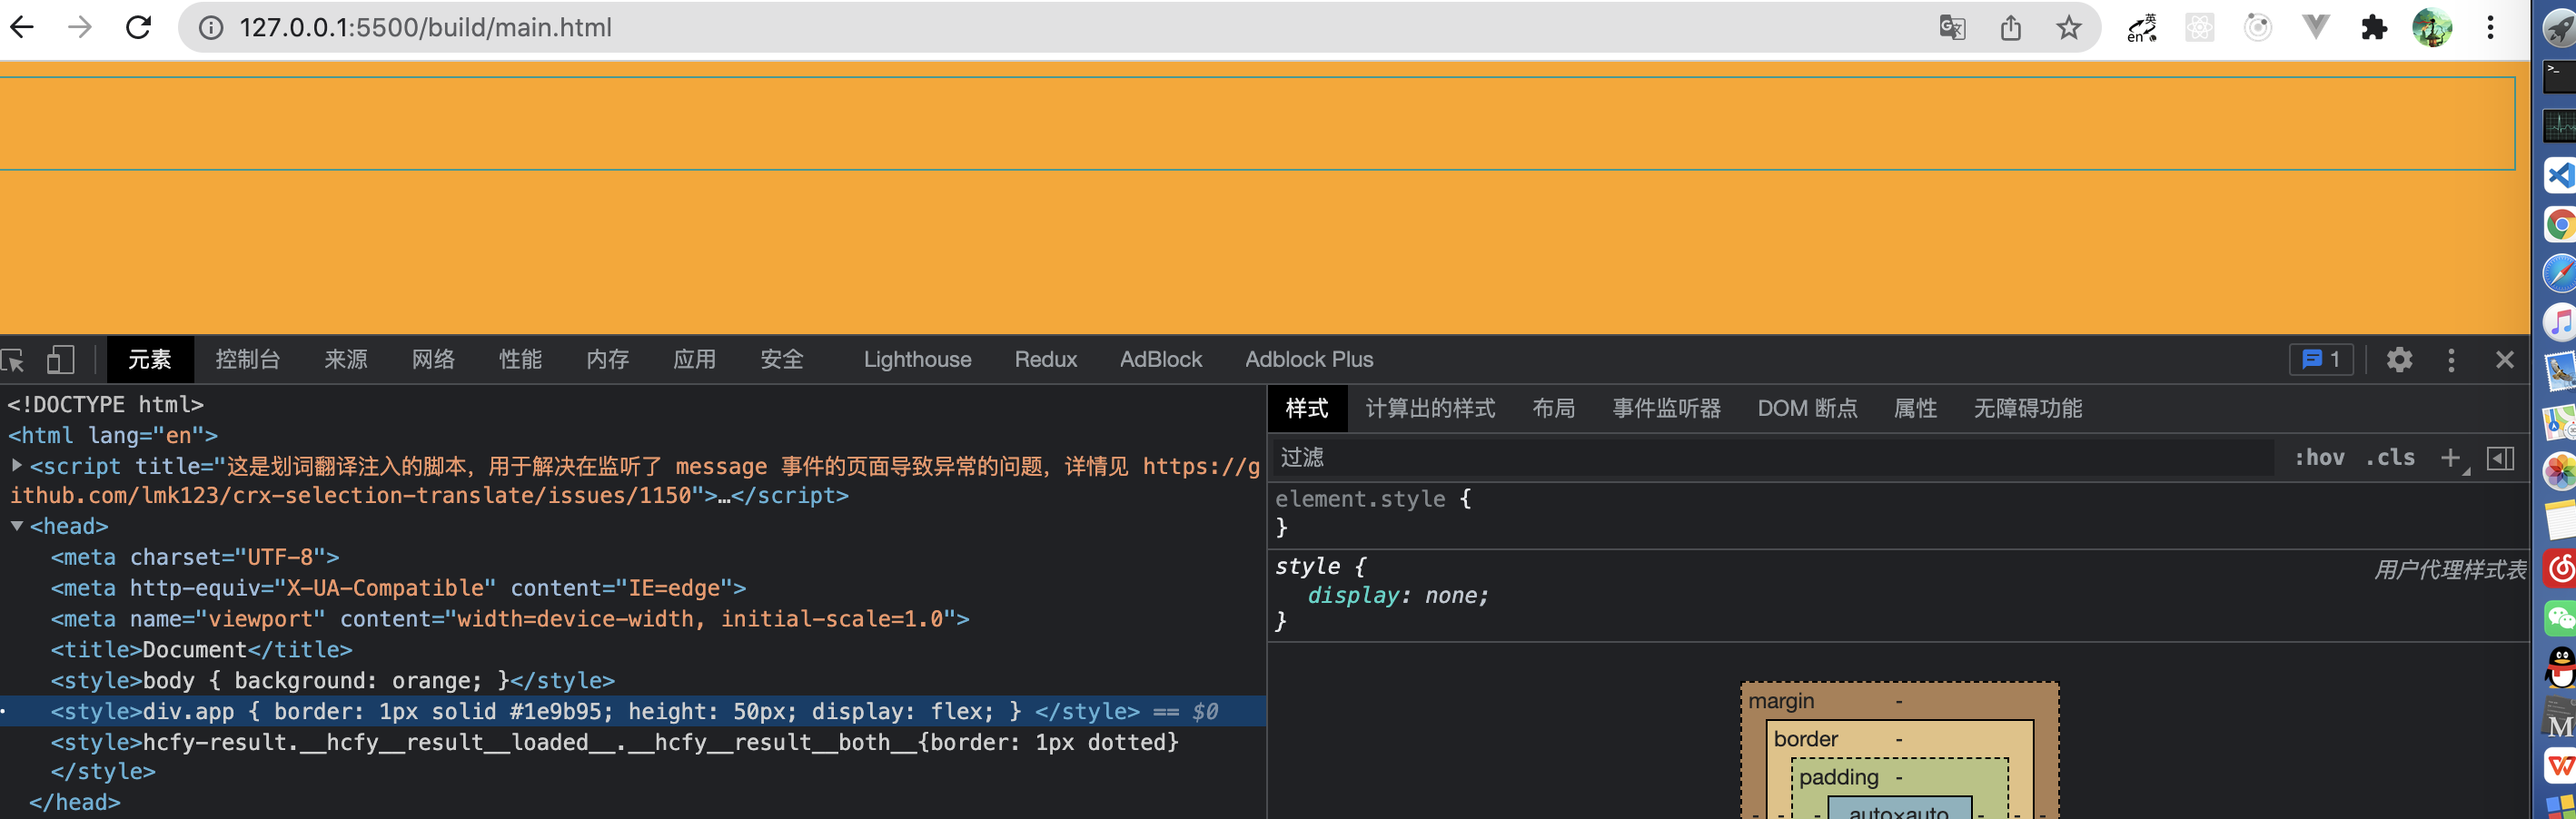 127.0.0.1:5500/build/main.html
英
en
元素 控制台 来源 网络 性能 内存 应用 安全 Lighthouse Redux AdBlock Adblock Plus 1
<!DOCTYPE html>
<html lang="en">
<script title="这是划词翻译注入的脚本，用于解决在监听了 message 事件的页面导致异常的问题，详情见 https://g
ithub.com/lmk123/crx-selection-translate/issues/1150">…</script>
<head>
<meta charset="UTF-8">
<meta http-equiv="X-UA-Compatible" content="IE=edge">
<meta name="viewport" content="width=device-width, initial-scale=1.0">
<title>Document</title>
<style>body { background: orange; }</style>
<style>div.app { border: 1px solid #1e9b95; height: 50px; display: flex; } </style> == $0
<style>hcfy-result.__hcfy__result__loaded__.__hcfy__result__both__{border: 1px dotted}
</style>
</head>
样式 计算出的样式 布局 事件监听器 DOM 断点 属性 无障碍功能
过滤 :hov .cls +
element.style {
}
style { 用户代理样式表
display: none;
}
margin -
border -
padding -
auto×auto
- - - - - -